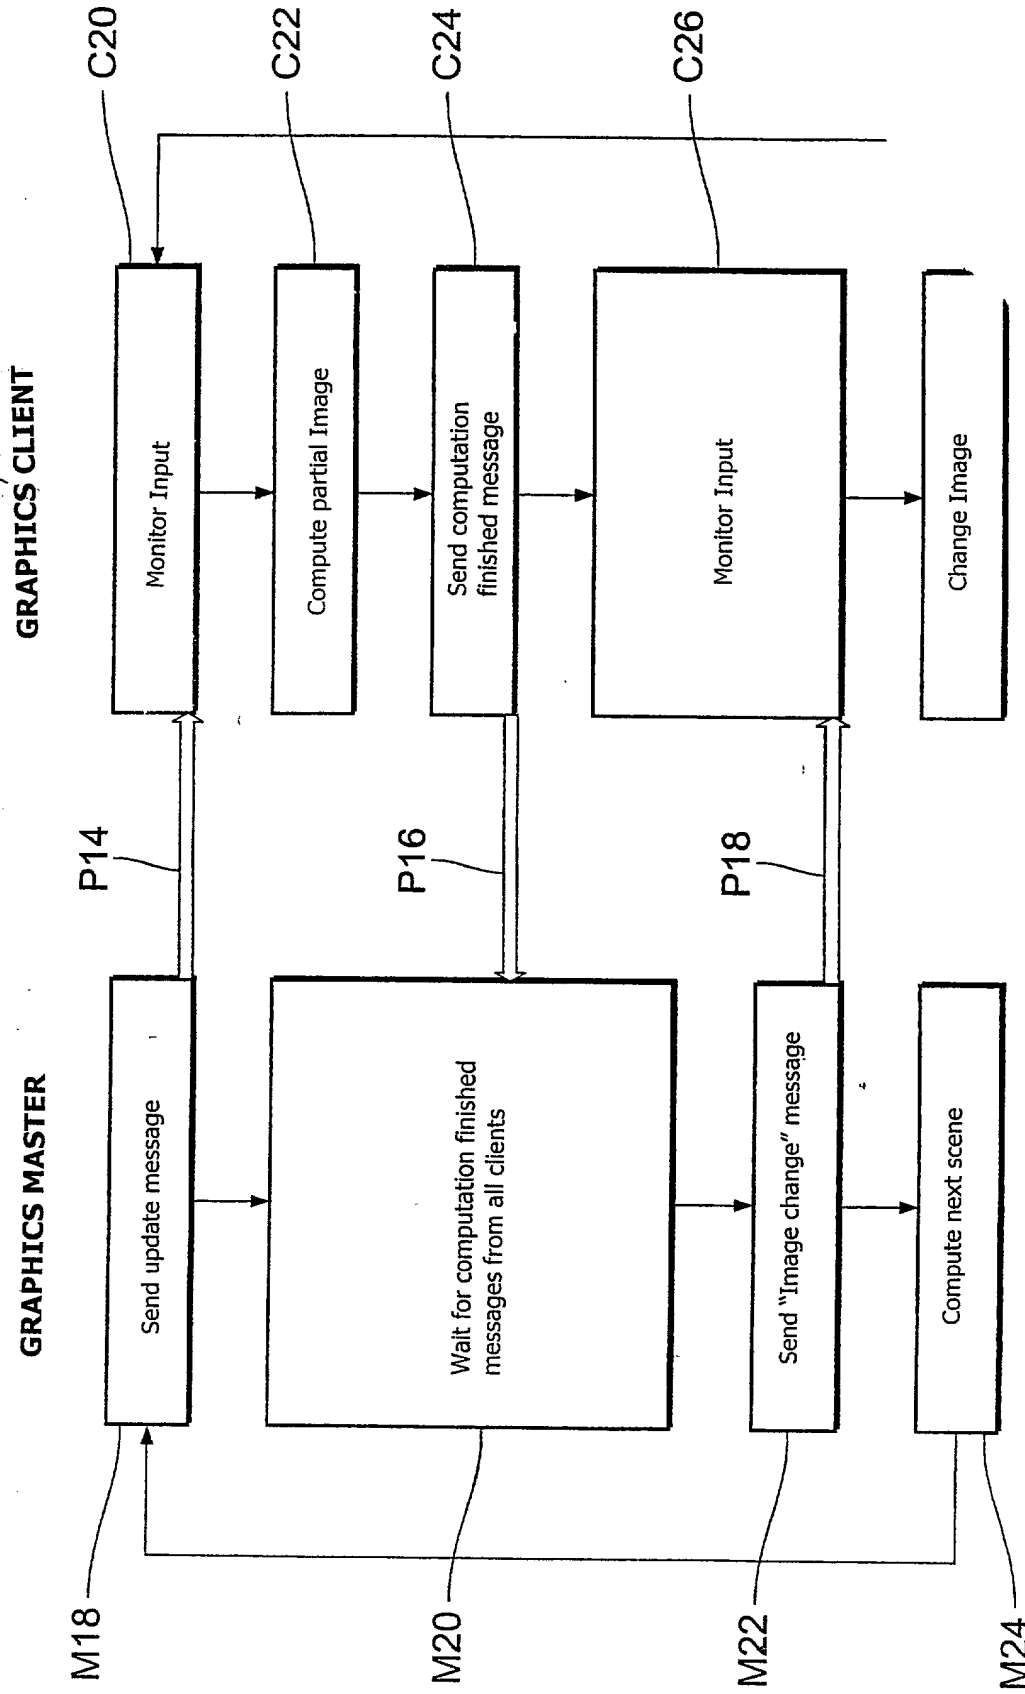 GRAPHICS MASTER
GRAPHICS CLIENT
M18
Send update message
P14
Monitor Input
C20
Compute partial Image
C22
M20
Wait for computation finished
messages from all clients
P16
Send computation
finished message
C24
M22
Send “Image change” message
P18
Monitor Input
C26
M24
Compute next scene
Change Image